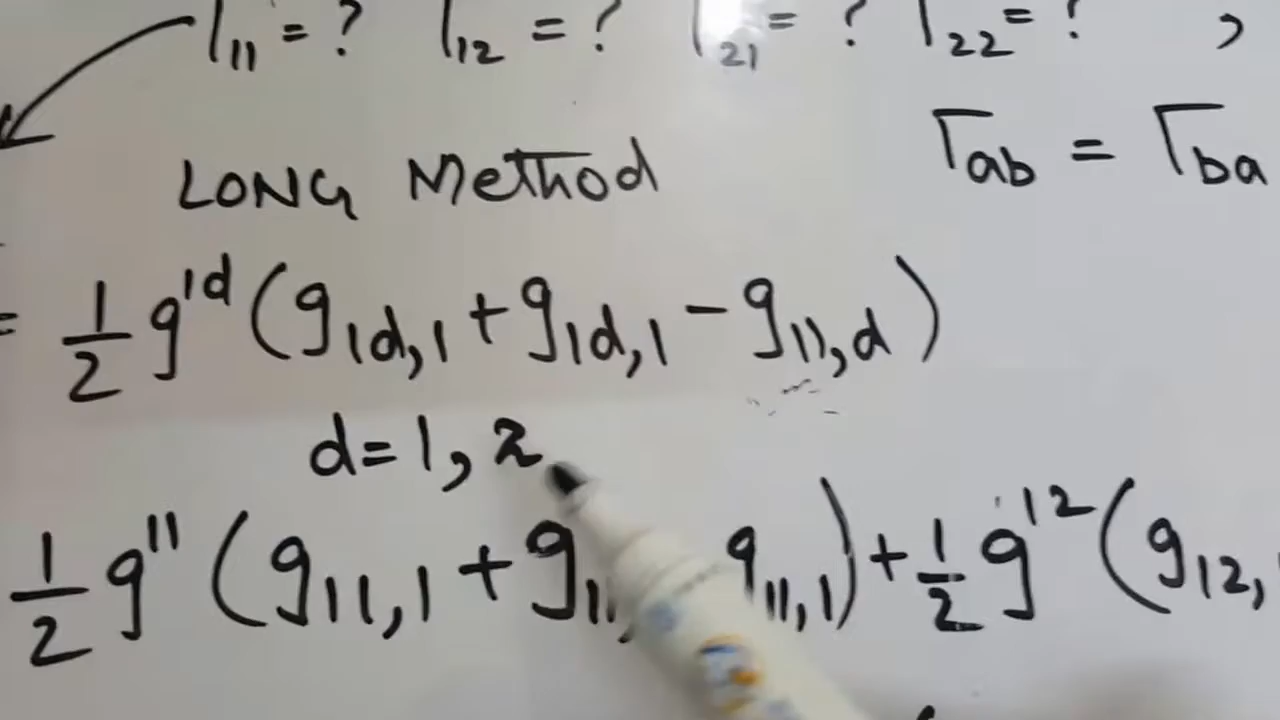 Γ₁₁ = ? Γ₁₂ = ? Γ₂₁ = ? Γ₂₂ = ? ,
LONG Method
Γab = Γba
= 1/2 g^1d (g1d,1 + g1d,1 - g11,d)
d=1, 2
1/2 g^11 (g11,1 + g11, g11,1) + 1/2 g^12 (g12,